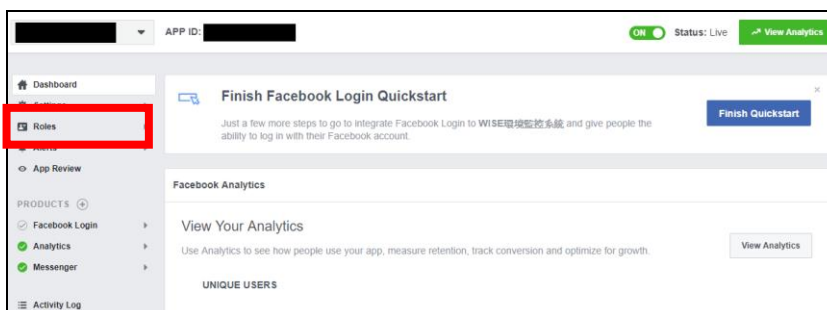 APP ID:
ON
Status: Live
View Analytics
Dashboard
Settings
Roles
Alerts
App Review
PRODUCTS
Facebook Login
Analytics
Messenger
Activity Log
Finish Facebook Login Quickstart
Just a few more steps to go to integrate Facebook Login to WISE環境監控系統 and give people the
ability to log in with their Facebook account.
Finish Quickstart
Facebook Analytics
View Your Analytics
Use Analytics to see how people use your app, measure retention, track conversion and optimize for growth.
View Analytics
UNIQUE USERS